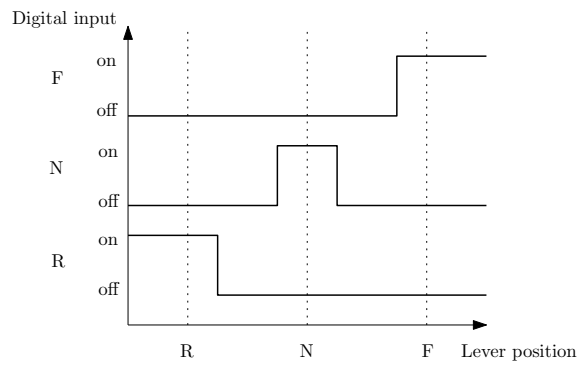 Digital input
on
F
off
on
N
off
on
R
off
R N F Lever position